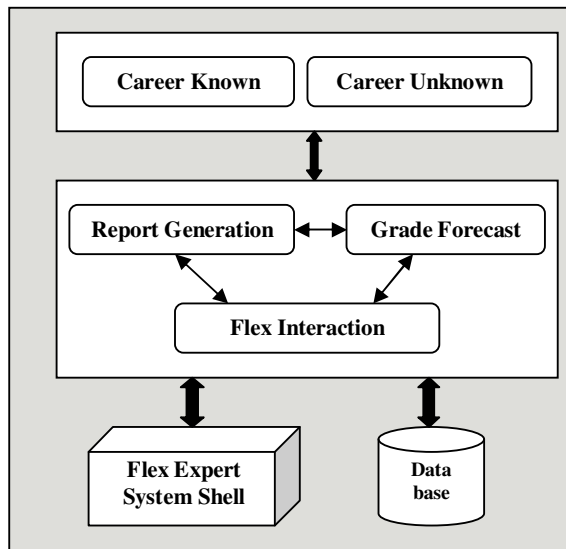 Career Known
Career Unknown
Report Generation
Grade Forecast
Flex Interaction
Flex Expert
System Shell
Data
base